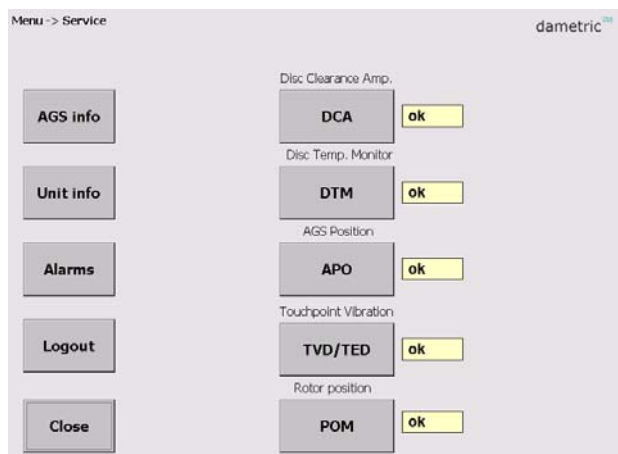 Menu -> Service
dametric
Disc Clearance Amp.
AGS info
DCA
ok
Disc Temp. Monitor
Unit info
DTM
ok
AGS Position
Alarms
APO
ok
Touchpoint Vibration
Logout
TVD/TED
ok
Rotor position
Close
POM
ok